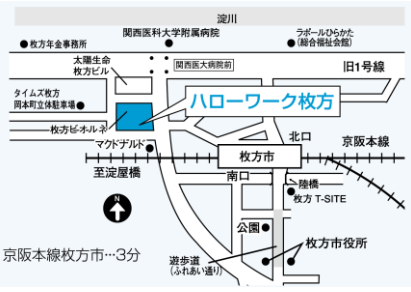 淀川
枚方年金事務所
関西医科大学附属病院
ラポールひらかた
(総合福祉会館)
太陽生命
枚方ビル
関西医大病院前
旧1号線
タイムズ枚方
岡本町立体駐車場
ハローワーク枚方
枚方ビオルネ
マクドナルド
北口
枚方市
京阪本線
至淀屋橋
南口
陸橋
枚方 T-SITE
N
公園
枚方市役所
京阪本線枚方市…3分
遊歩道
(ふれあい通り)